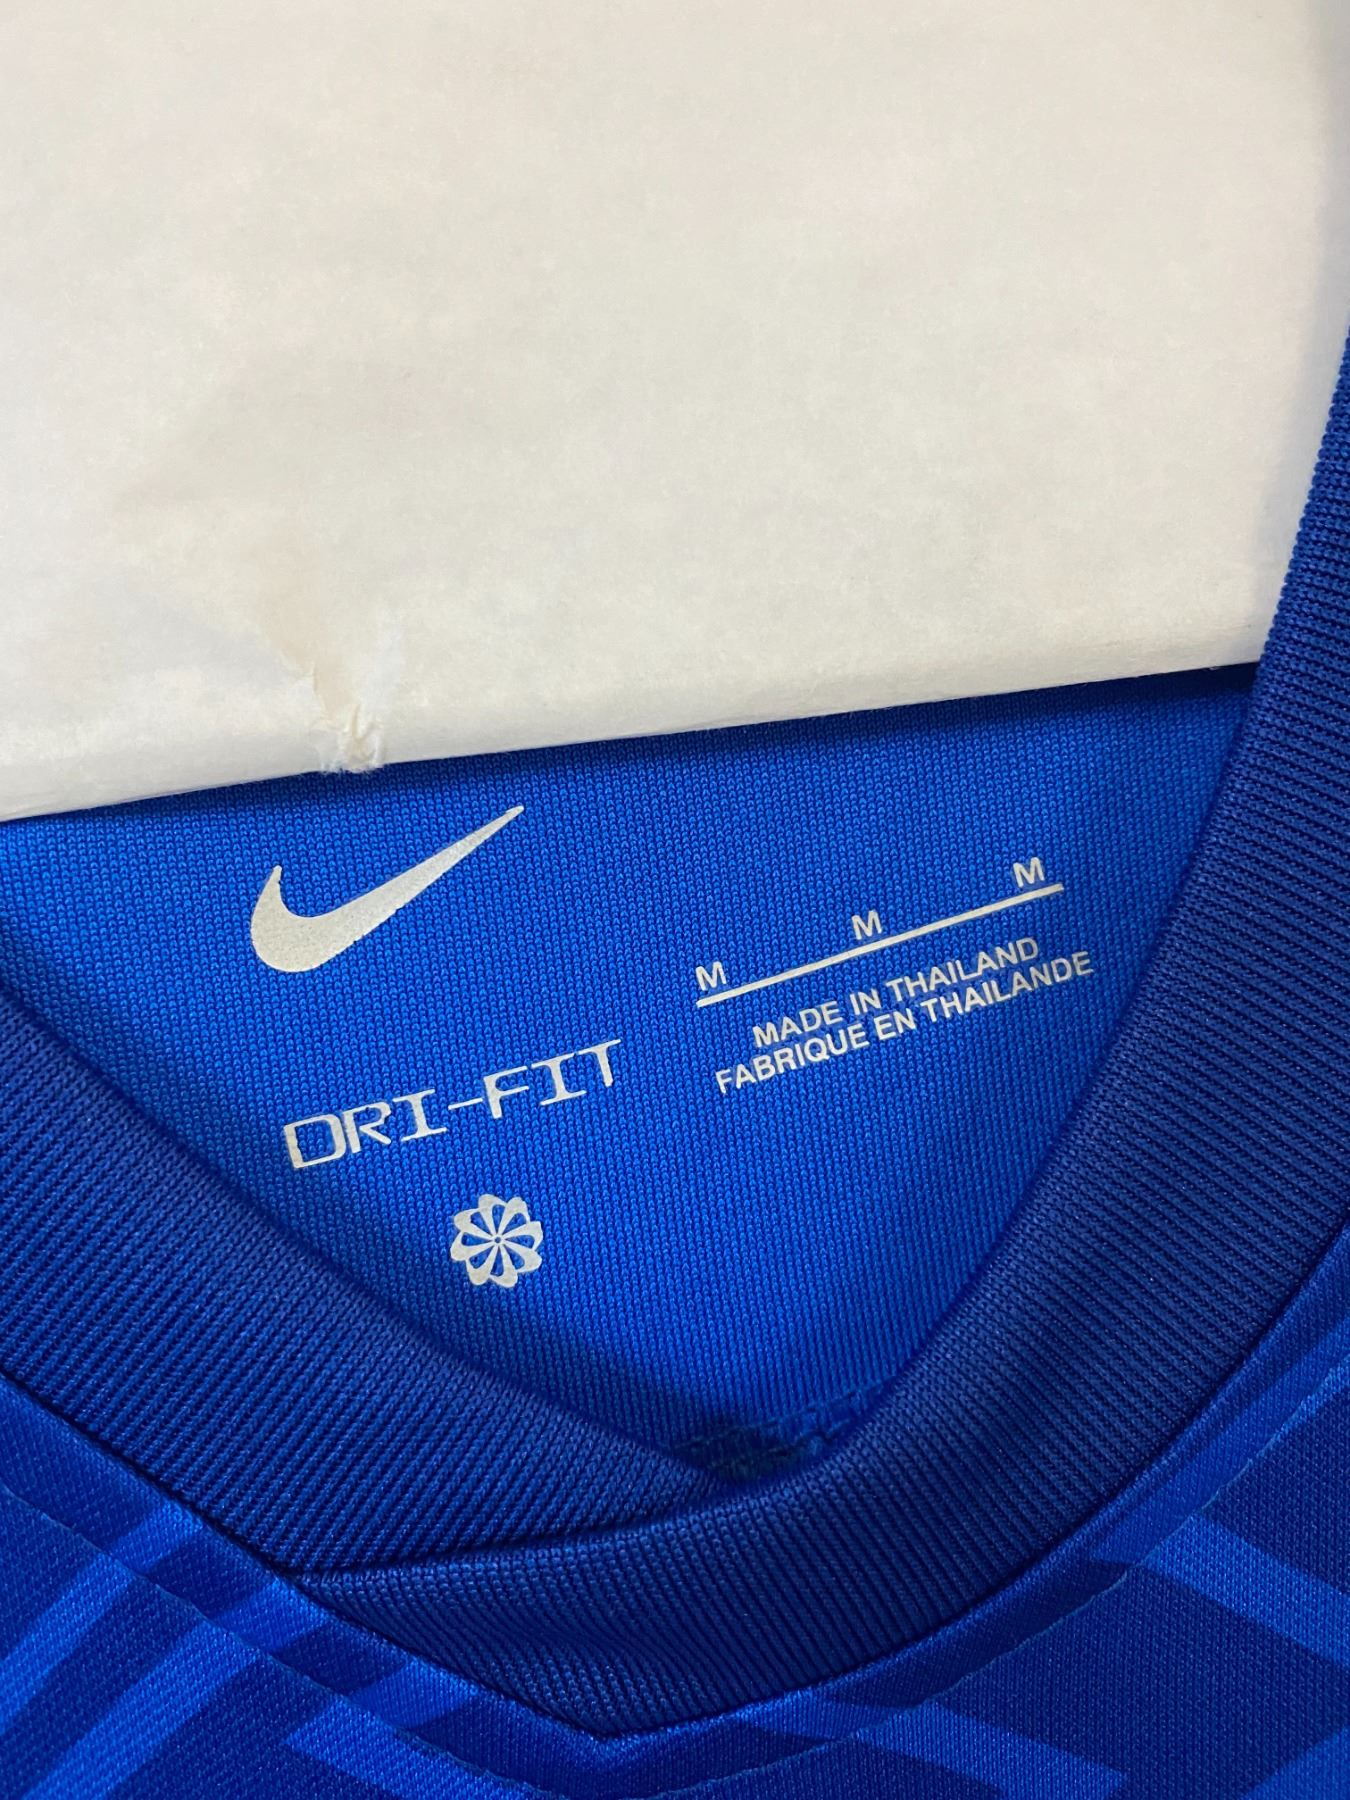 M M M
MADE IN THAILAND
FABRIQUE EN THAILANDE
DRI-FIT